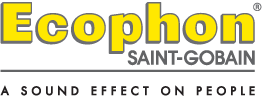 Ecophon®
SAINT-GOBAIN
A SOUND EFFECT ON PEOPLE